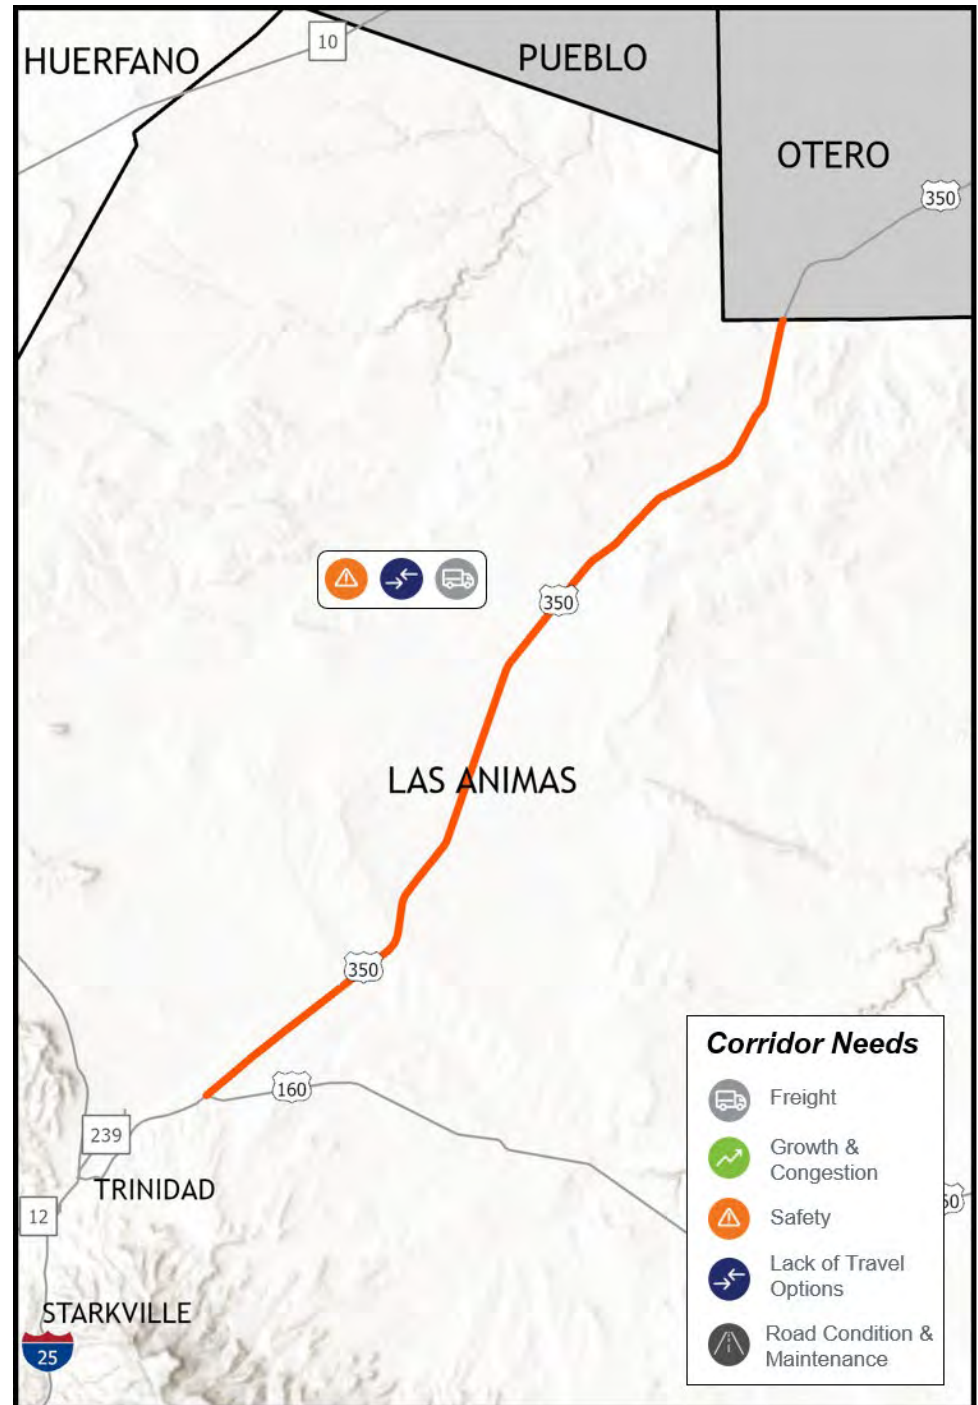 HUERFANO
10
PUEBLO
OTERO
350
350
LAS ANIMAS
350
160
239
TRINIDAD
12
STARKVILLE
25
Corridor Needs
Freight
Growth &
Congestion
Safety
Lack of Travel
Options
Road Condition &
Maintenance